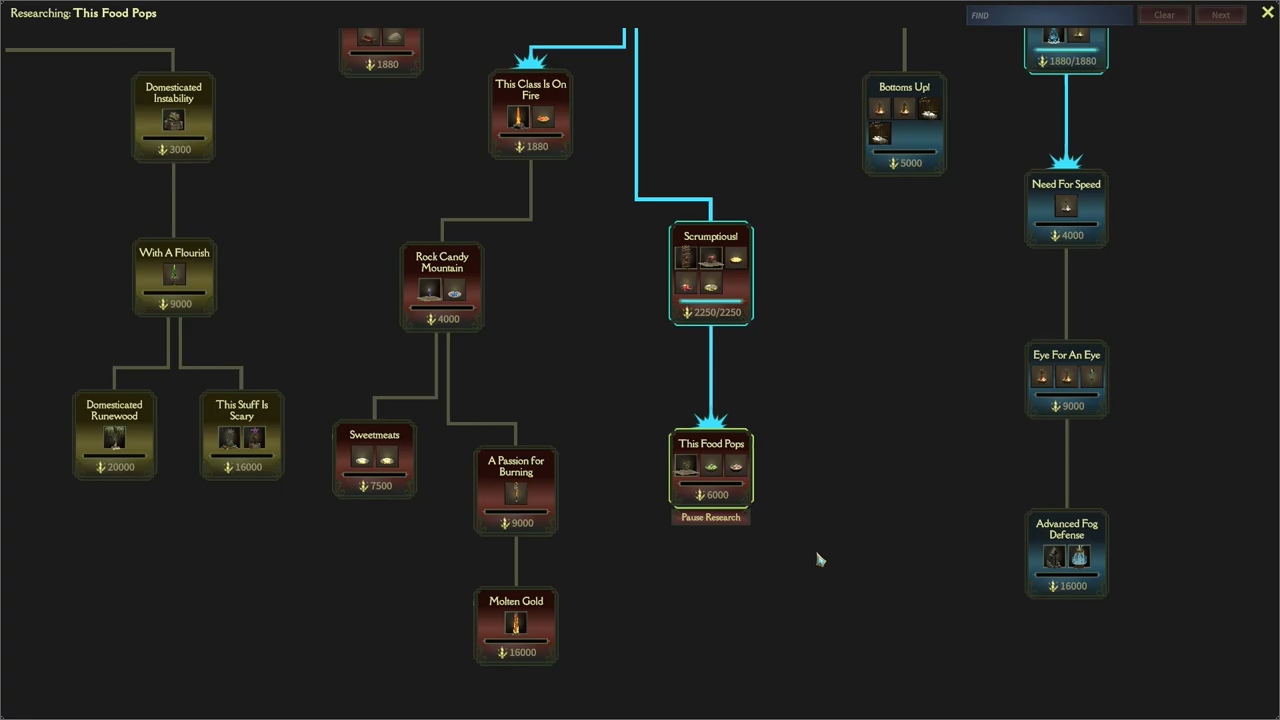 Researching: This Food Pops
FIND
Clear
Next
1880
1880/1880
Domesticated
Instability
3000
This Class Is On
Fire
1880
Bottoms Up!
5000
Need For Speed
4000
With A Flourish
9000
Rock Candy
Mountain
4000
Scrumptious!
2250/2250
Eye For An Eye
9000
Domesticated
Runewood
20000
This Stuff Is
Scary
16000
Sweetmeats
7500
A Passion for
Burning
9000
This Food Pops
6000
Pause Research
Advanced Fog
Defense
16000
Molten Gold
16000